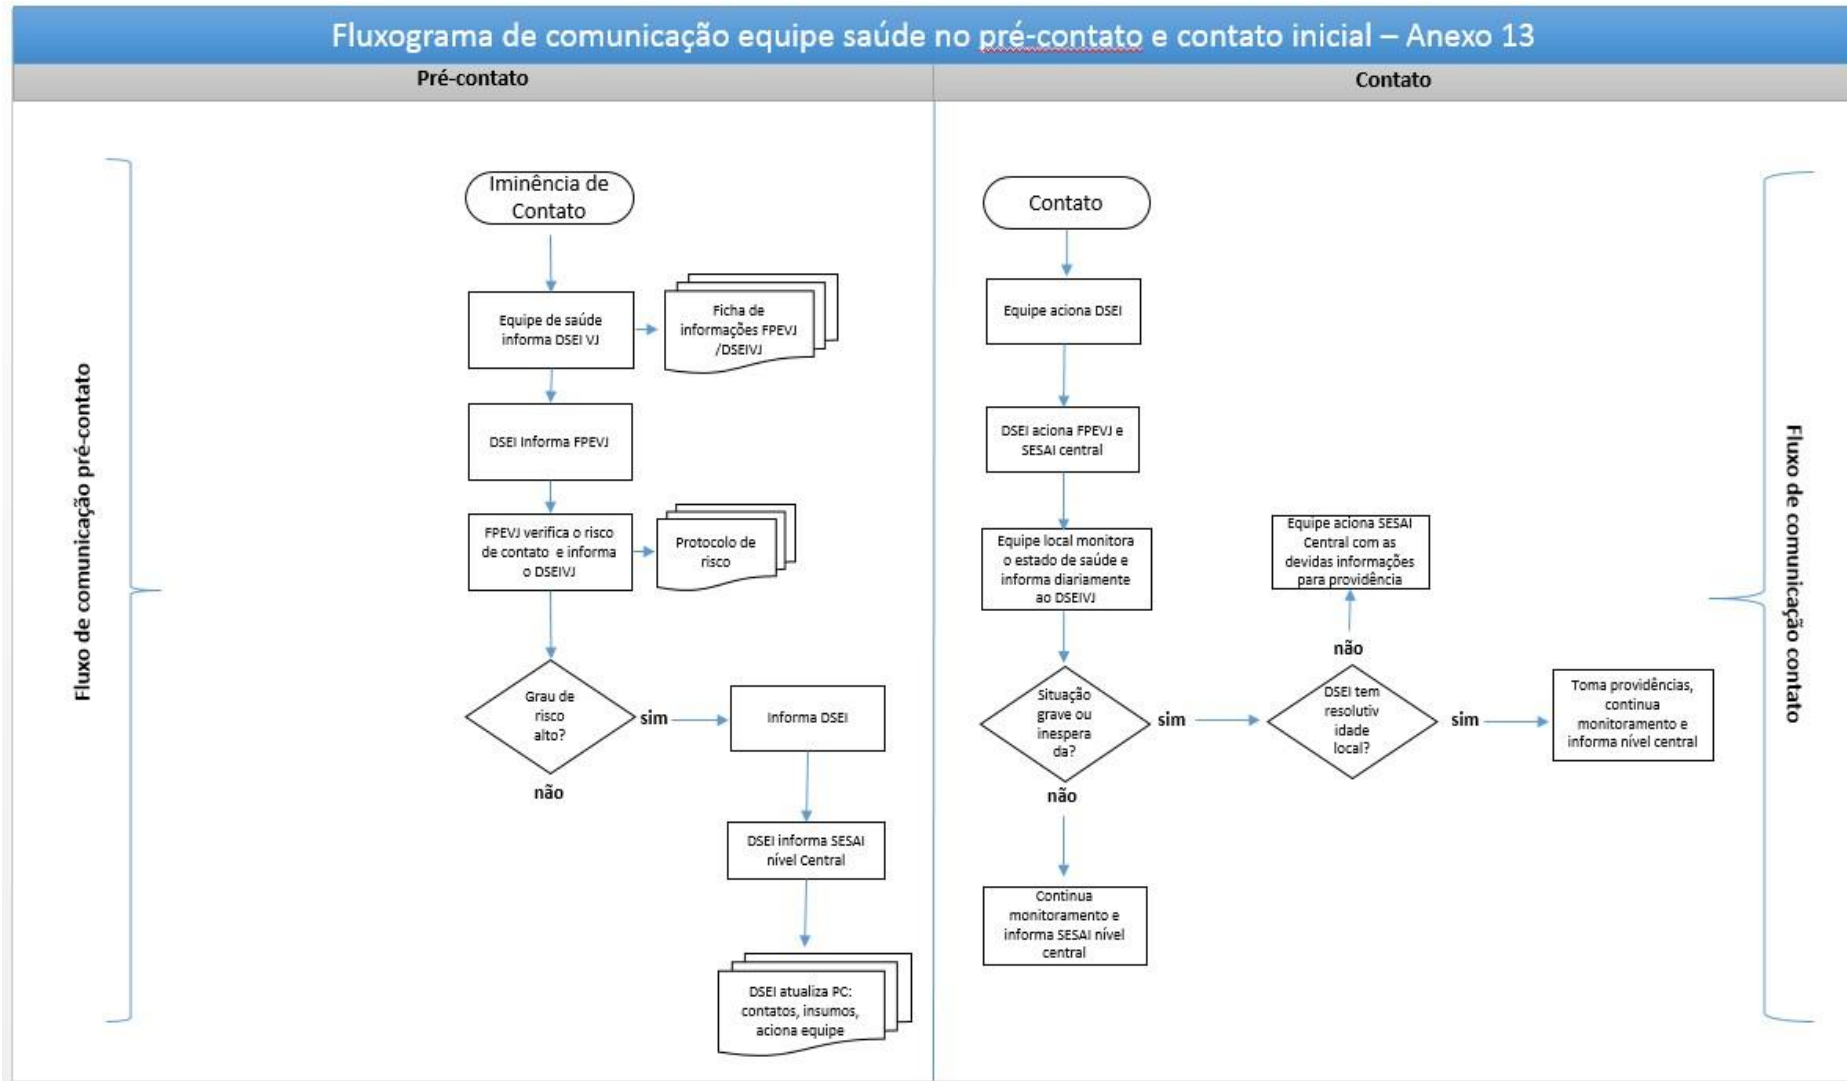 Fluxograma de comunicação equipe saúde no pré-contato e contato inicial – Anexo 13
Pré-contato
Contato
Fluxo de comunicação pré-contato
Iminência de
Contato
Equipe de saúde
informa DSEI VJ
Ficha de
informações FPEVJ
/DSEIVJ
DSEI Informa FPEVJ
FPEVJ verifica o risco
de contato e informa
o DSEIVJ
Protocolo de
risco
Grau de
risco
alto?
sim
não
Informa DSEI
DSEI informa SESAI
nível Central
DSEI atualiza PC:
contatos, insumos,
aciona equipe
Contato
Equipe aciona DSEI
DSEI aciona FPEVJ e
SESAI central
Equipe local monitora
o estado de saúde e
informa diariamente
ao DSEIVJ
Situação
grave ou
inespera
da?
sim
não
Continua
monitoramento e
informa SESAI nível
central
DSEI tem
resolutiv
idade
local?
não
Equipe aciona SESAI
Central com as
devidas informações
para providência
sim
Toma providências,
continua
monitoramento e
informa nível central
Fluxo de comunicação contato